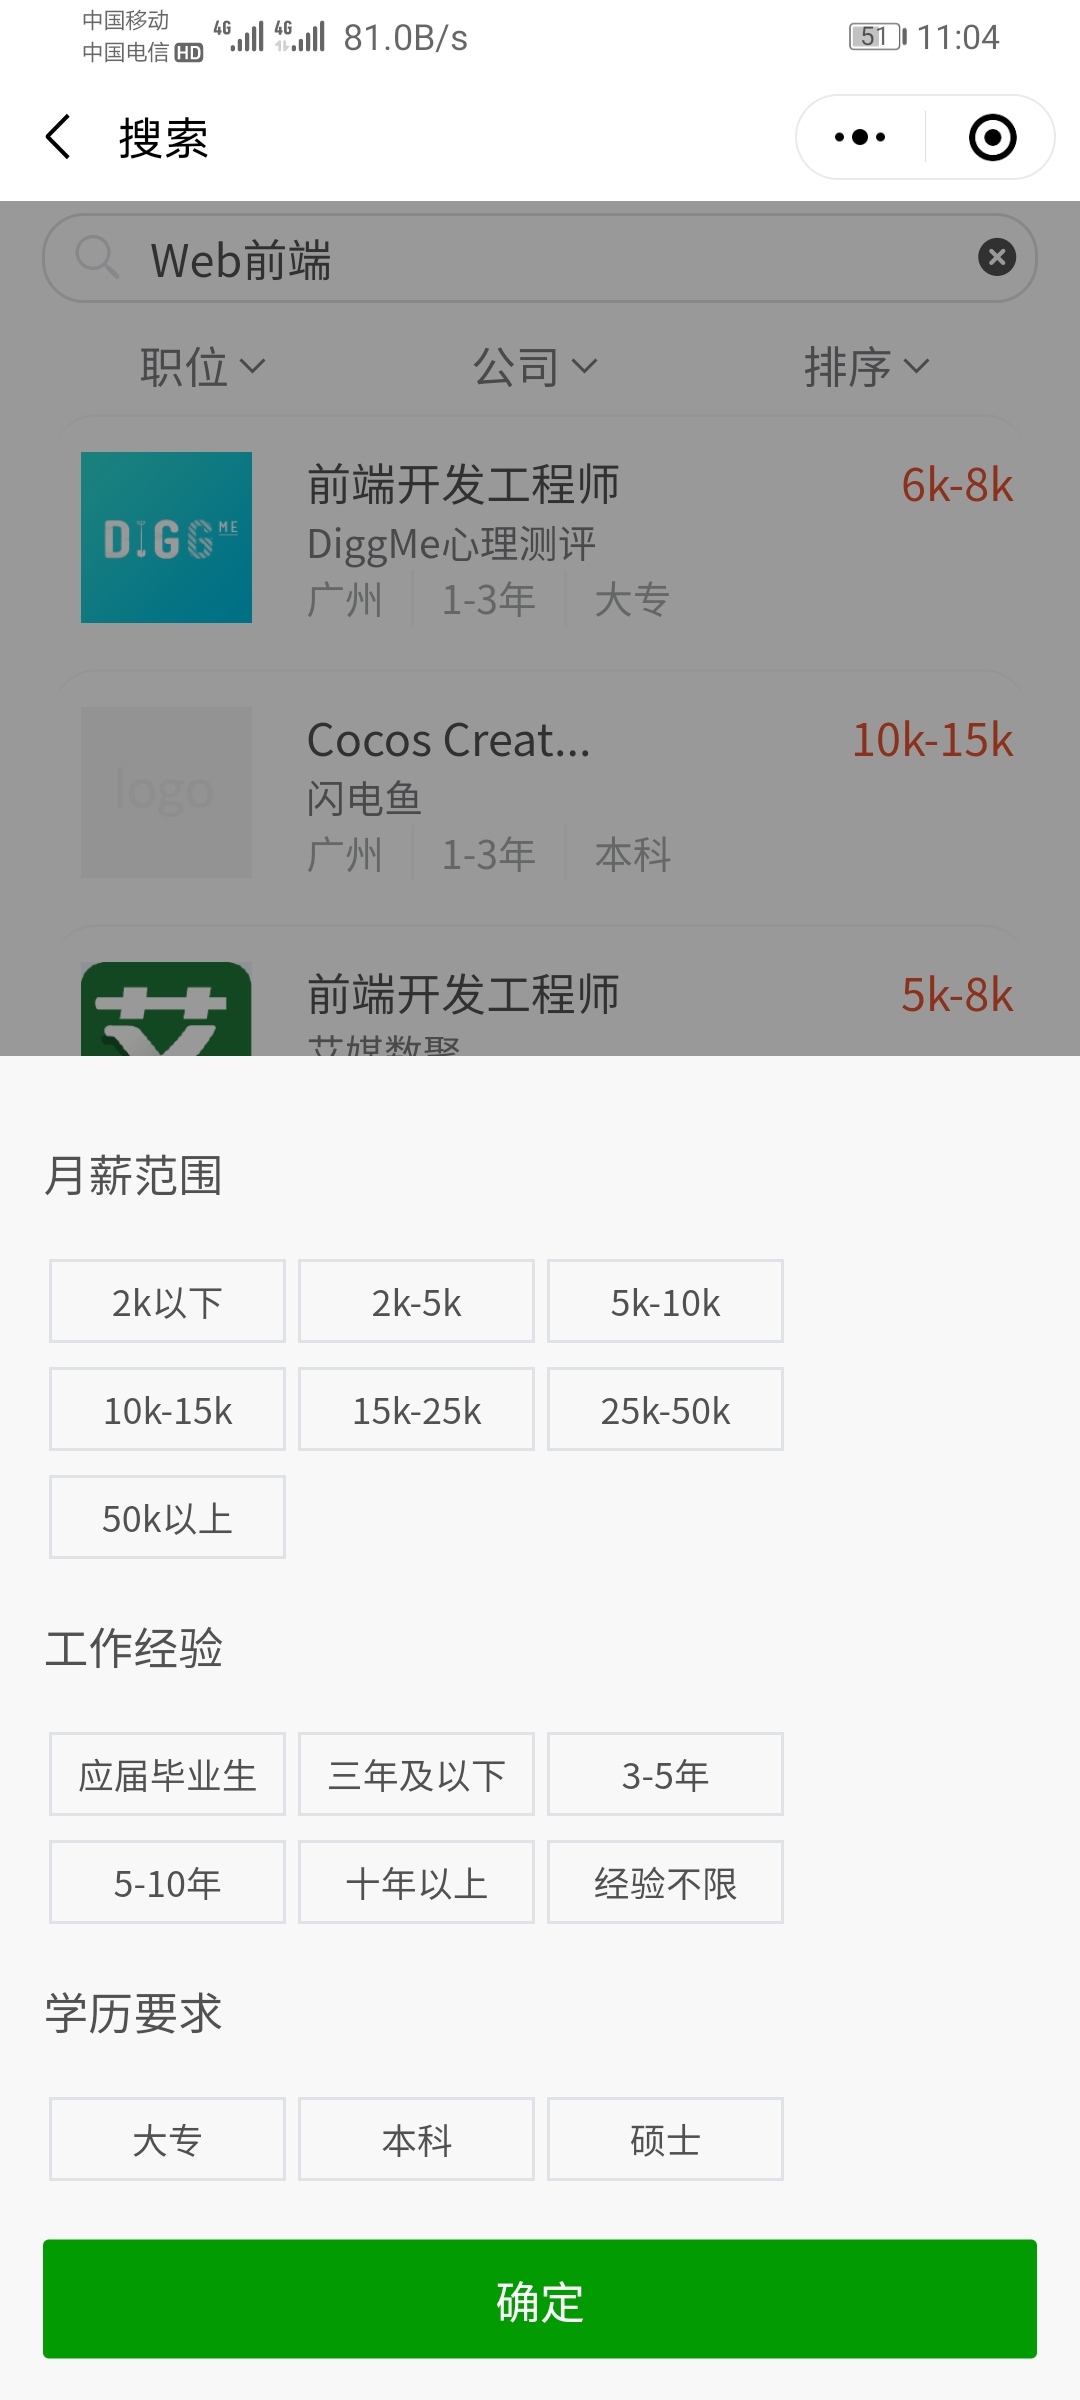 中国移动
中国电信 HD 4G 4G 81.0B/s 51 11:04
搜索
Web前端
职位 公司 排序
DIGGME
前端开发工程师 6k-8k
DiggMe心理测评
广州 1-3年 大专
logo
Cocos Creat... 10k-15k
闪电鱼
广州 1-3年 本科
艾
前端开发工程师 5k-8k
艾媒数聚
月薪范围
2k以下 2k-5k 5k-10k
10k-15k 15k-25k 25k-50k
50k以上
工作经验
应届毕业生 三年及以下 3-5年
5-10年 十年以上 经验不限
学历要求
大专 本科 硕士
确定